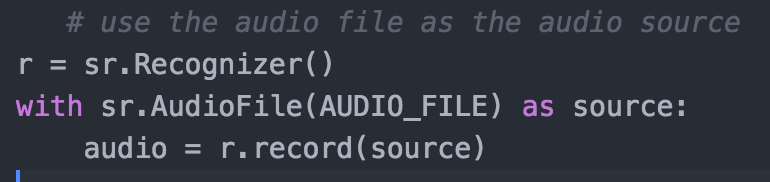 # use the audio file as the audio source
r = sr.Recognizer()
with sr.AudioFile(AUDIO_FILE) as source:
    audio = r.record(source)